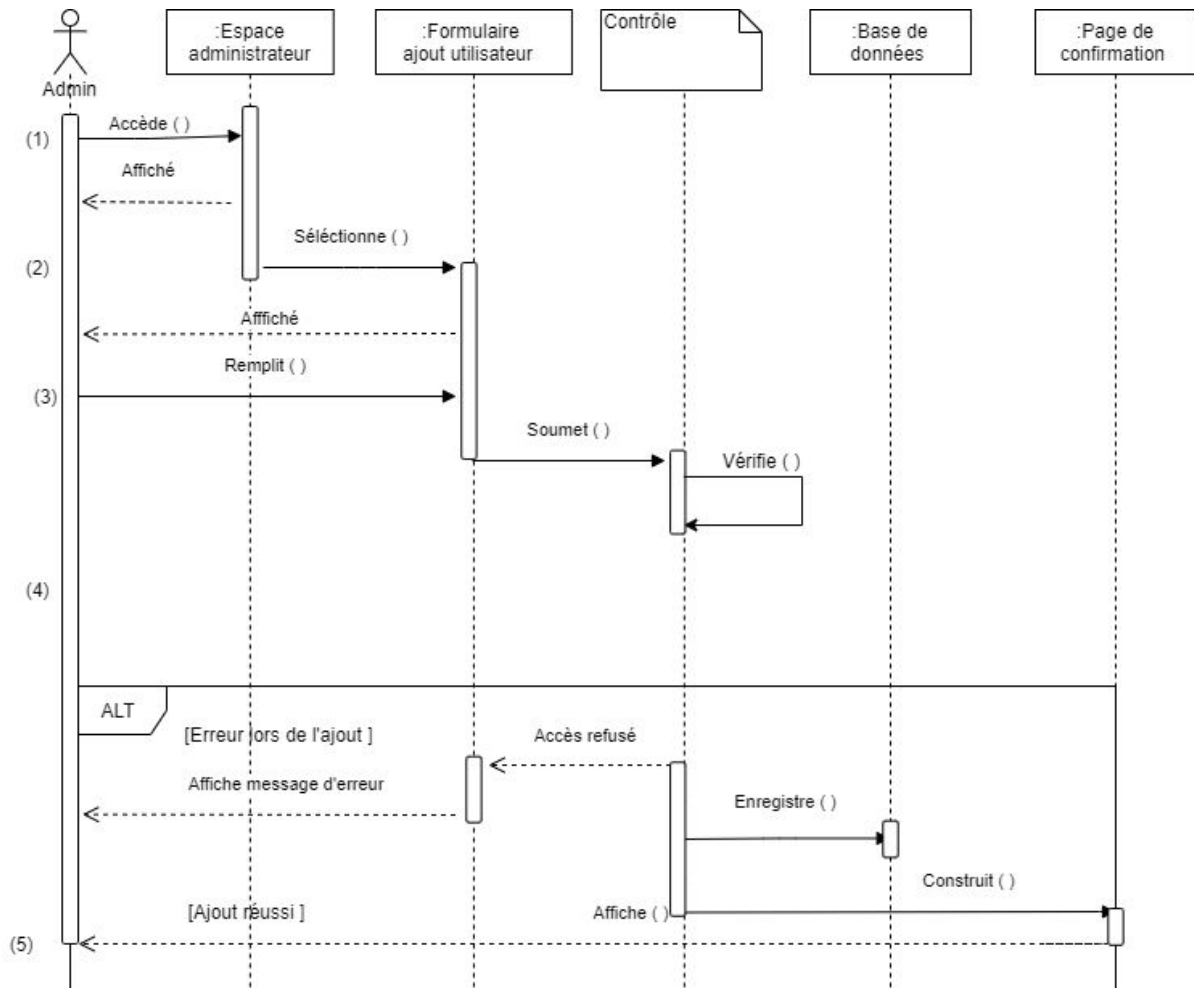 Admin
:Espace
administrateur
:Formulaire
ajout utilisateur
Contrôle
:Base de
données
:Page de
confirmation
(1)
Accède ( )
Affiché
(2)
Séléctionne ( )
Afffiché
(3)
Remplit ( )
Soumet ( )
Vérifie ( )
(4)
ALT
[Erreur lors de l'ajout ]
Accès refusé
Affiche message d'erreur
Enregistre ( )
Construit ( )
[Ajout réussi ]
Affiche ( )
(5)